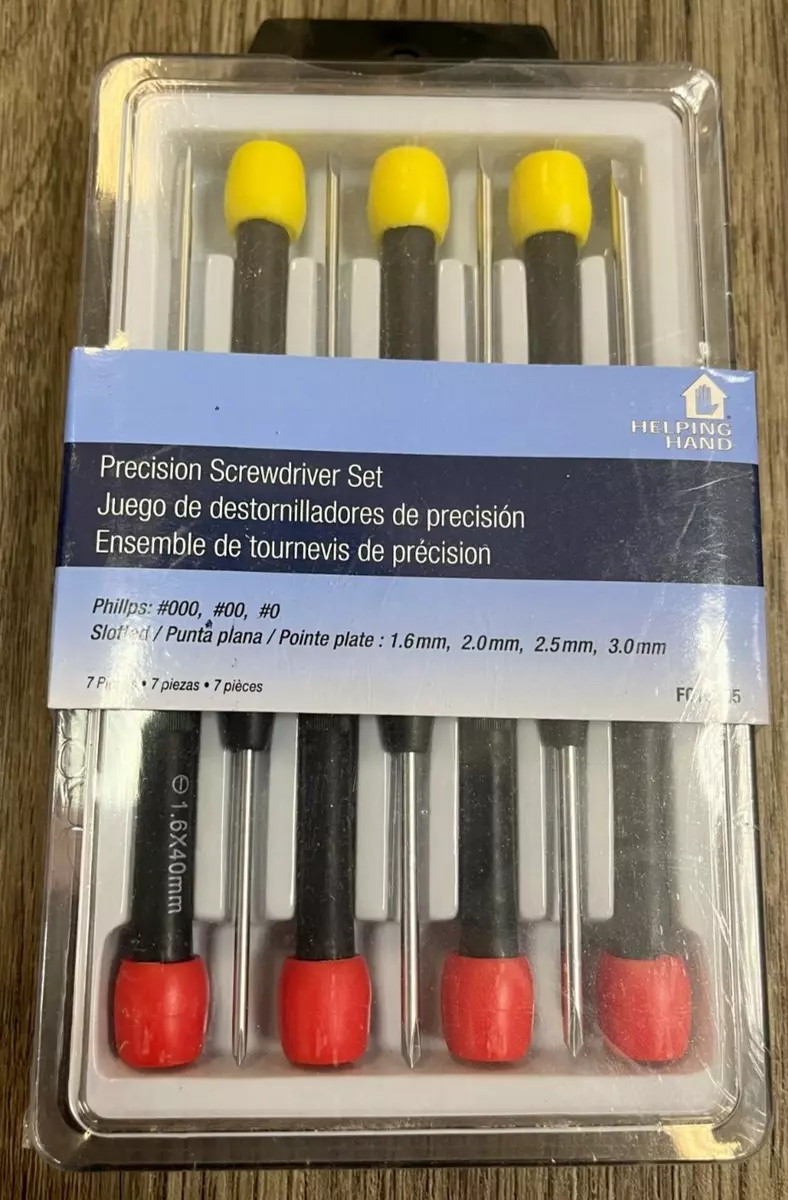 HELPING
HAND
Precision Screwdriver Set
Juego de destornilladores de precisión
Ensemble de tournevis de précision
Phillps: #000, #00, #0
Slotted / Punta plana / Pointe plate : 1.6mm, 2.0mm, 2.5mm, 3.0mm
7 • 7 piezas • 7 pièces
1.6X40mm